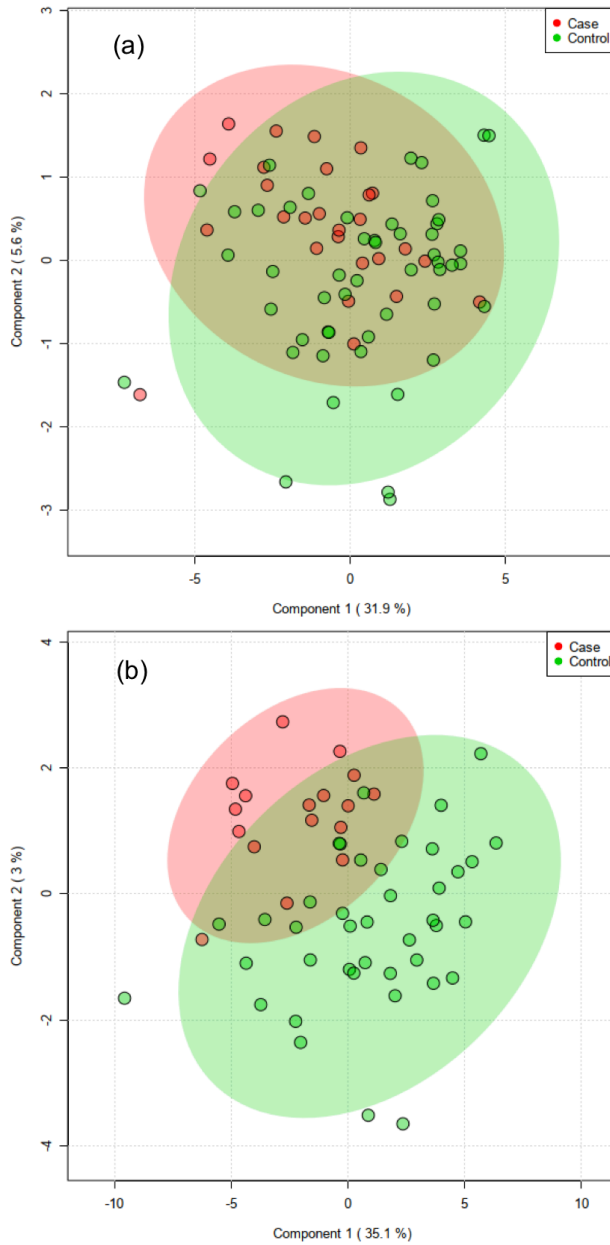 (a)
Case
Control
3
2
1
0
-1
-2
-3
Component 2 ( 5.6 %)
-5
0
5
Component 1 ( 31.9 %)
(b)
Case
Control
4
2
0
-2
-4
Component 2 ( 3 %)
-10
-5
0
5
10
Component 1 ( 35.1 %)